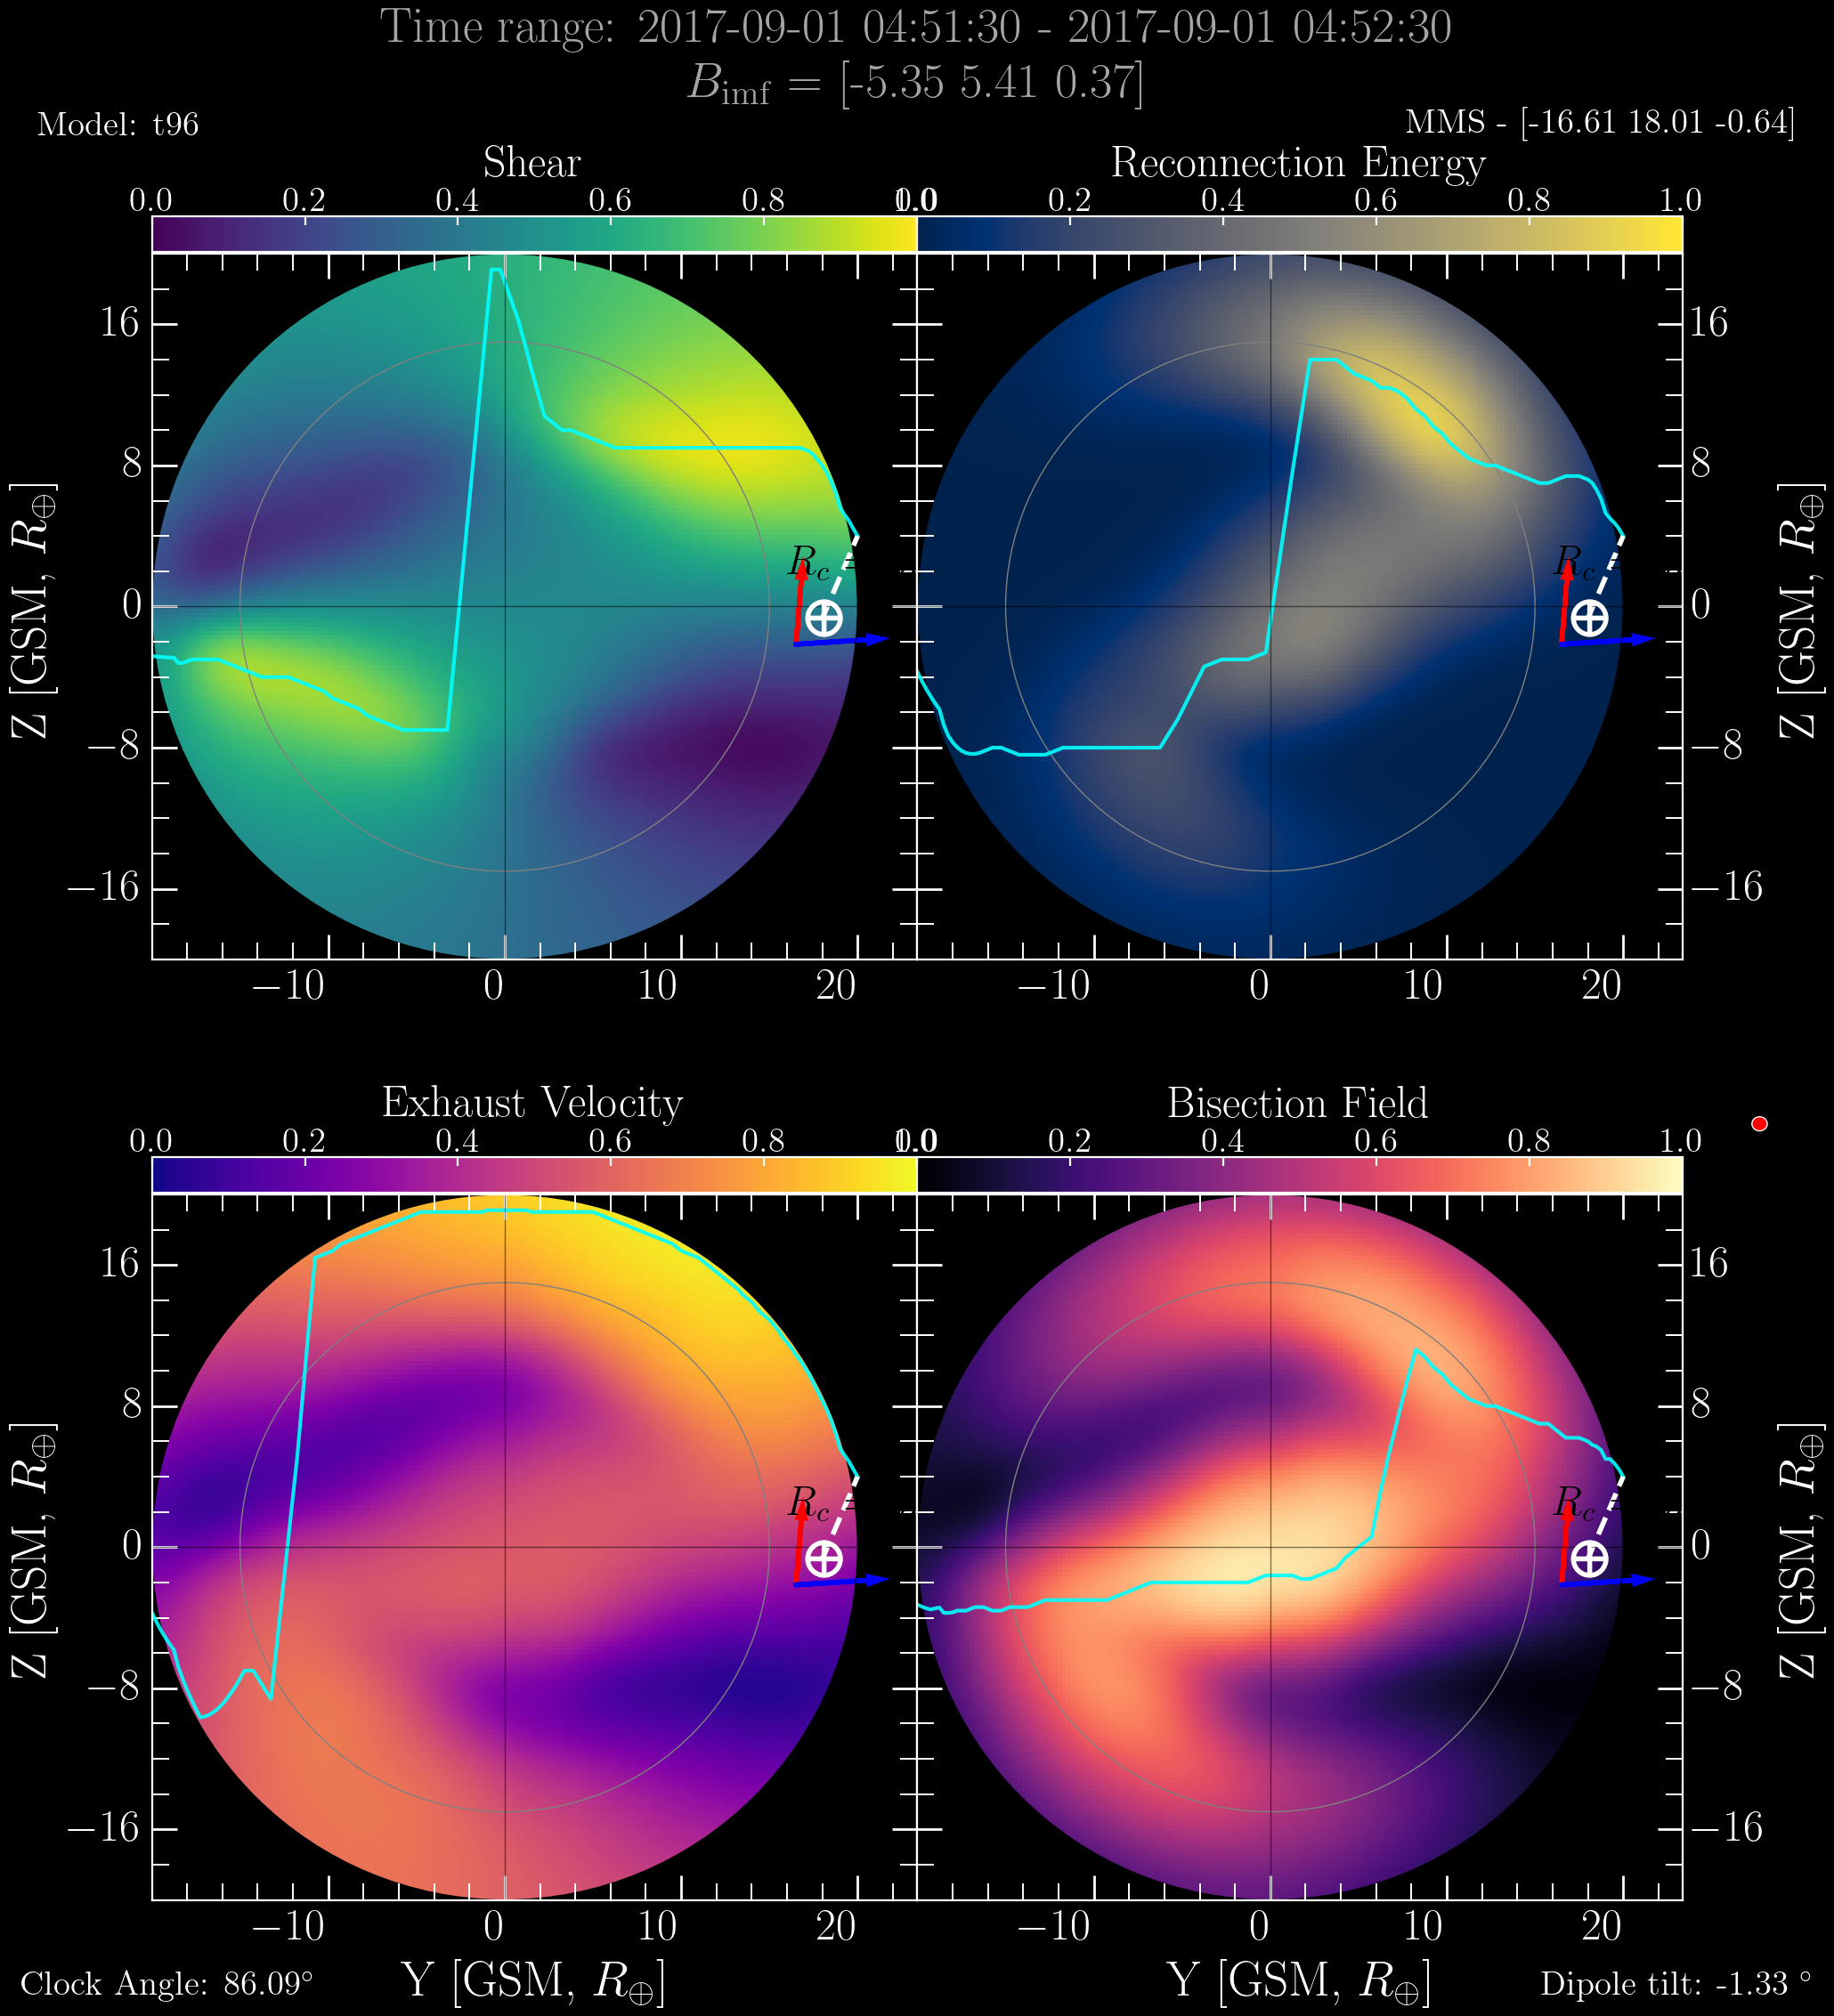 Time range: 2017-09-01 04:51:30 - 2017-09-01 04:52:30
B_imf = [-5.35 5.41 0.37]
Model: t96
MMS - [-16.61 18.01 -0.64]
Shear
Reconnection Energy
0.0 0.2 0.4 0.6 0.8 1.0
0.0 0.2 0.4 0.6 0.8 1.0
Z [GSM, R⊕]
16
8
0
−8
−16
R_c =
R_c =
16
8
0
−8
−16
Z [GSM, R⊕]
−10 0 10 20
−10 0 10 20
Exhaust Velocity
Bisection Field
0.0 0.2 0.4 0.6 0.8 1.0
0.0 0.2 0.4 0.6 0.8 1.0
Z [GSM, R⊕]
16
8
0
−8
−16
R_c =
R_c =
16
8
0
−8
−16
Z [GSM, R⊕]
−10 0 10 20
−10 0 10 20
Clock Angle: 86.09°
Y [GSM, R⊕]
Y [GSM, R⊕]
Dipole tilt: -1.33 °